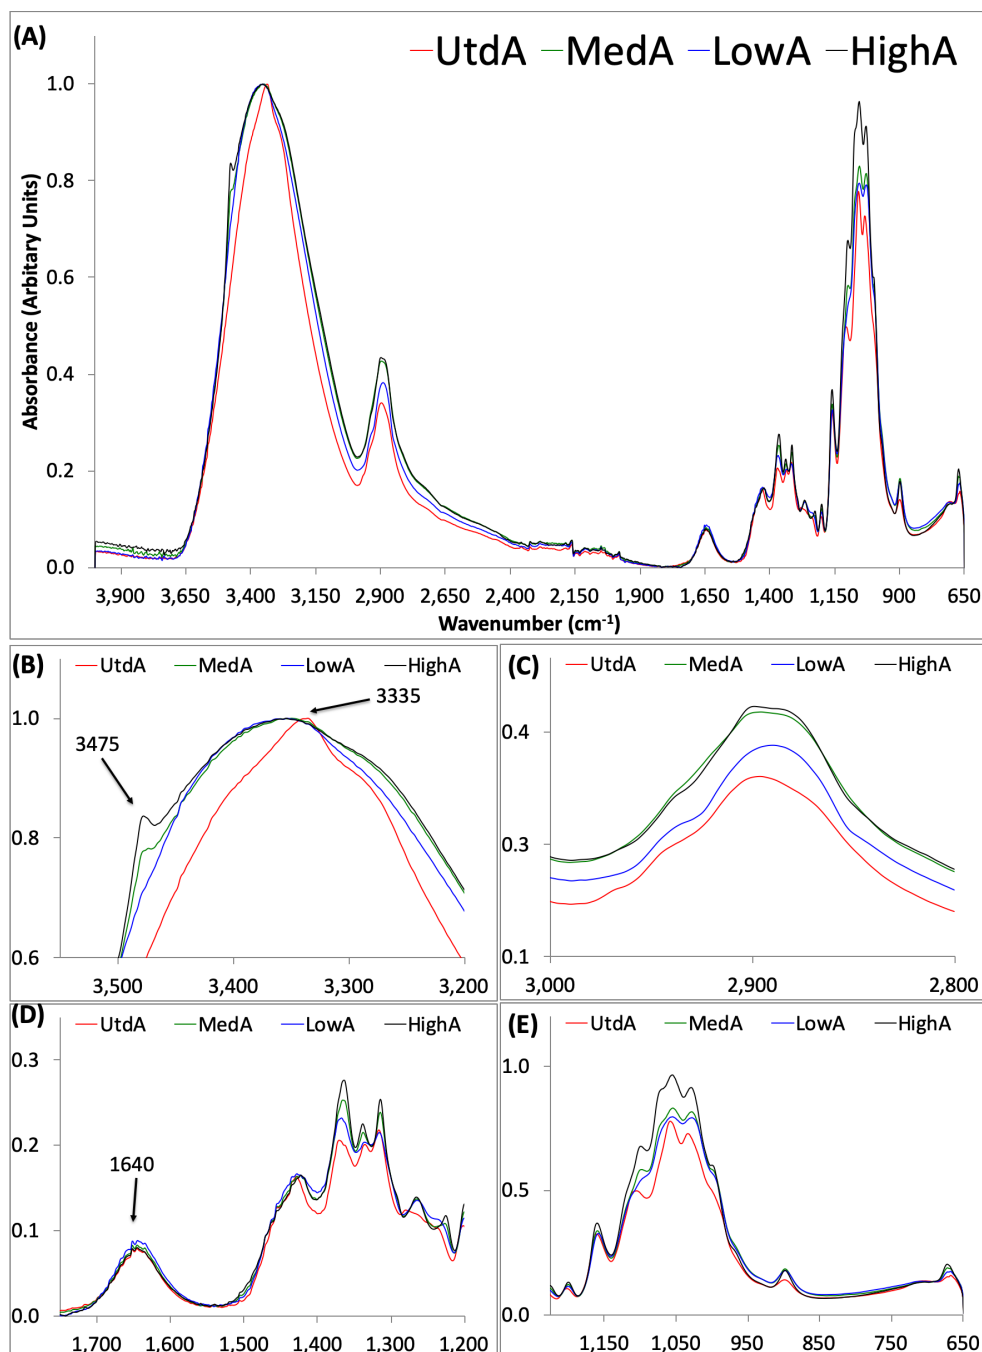 (A)
UtdA MedA LowA HighA
1.0
0.8
0.6
0.4
0.2
0.0
Absorbance (Arbitary Units)
3,900 3,650 3,400 3,150 2,900 2,650 2,400 2,150 1,900 1,650 1,400 1,150 900 650
Wavenumber (cm-1)
(B)
UtdA MedA LowA HighA
3335
3475
1.0
0.8
0.6
3,500 3,400 3,300 3,200
(C)
UtdA MedA LowA HighA
0.4
0.3
0.1
3,000 2,900 2,800
(D)
UtdA MedA LowA HighA
0.3
0.2
1640
0.1
0.0
1,700 1,600 1,500 1,400 1,300 1,200
(E)
UtdA MedA LowA HighA
1.0
0.5
0.0
1,150 1,050 950 850 750 650